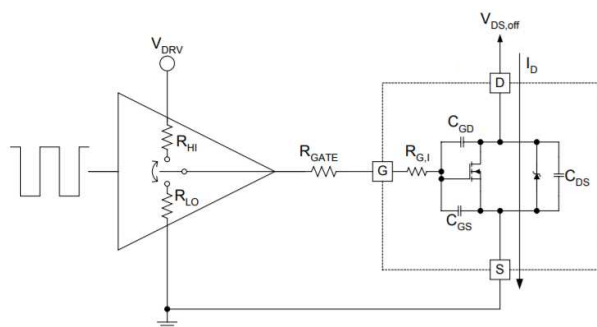 V_DS,off
V_DRV
I_D
D
R_HI
C_GD
R_GATE
R_G,I
G
R_LO
C_DS
C_GS
S